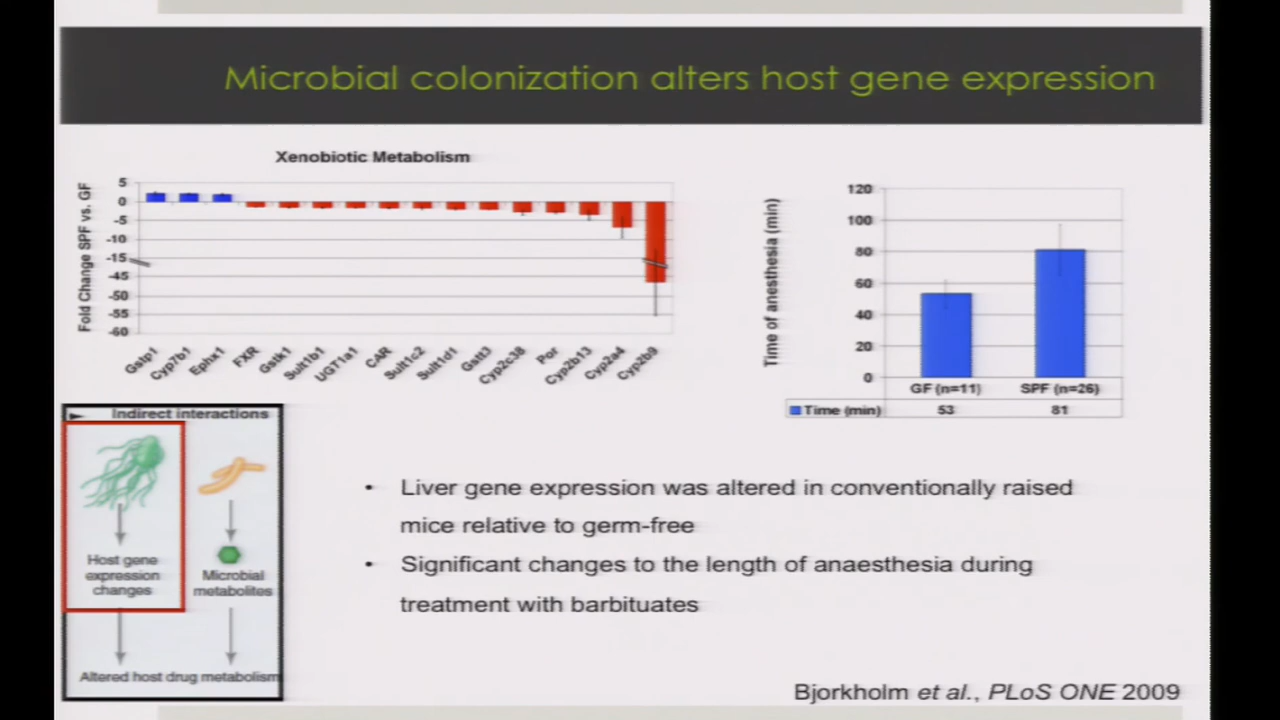 Microbial colonization alters host gene expression
Xenobiotic Metabolism
Fold Change SPF vs. GF
5
0
-5
-10
-15
-45
-50
-55
-60
Gstp1
Cyp7b1
Ephx1
FXR
Gstk1
Sult1b1
UGT1a1
CAR
Sult1c2
Sult1d1
Gstt3
Cyp2c38
Por
Cyp2b13
Cyp2a4
Cyp2b9
Time of anesthesia (min)
120
100
80
60
40
20
0
GF (n=11) SPF (n=26)
Time (min) 53 81
Indirect interactions
Host gene
expression
changes
Microbial
metabolites
Altered host drug metabolism
• Liver gene expression was altered in conventionally raised
mice relative to germ-free
• Significant changes to the length of anaesthesia during
treatment with barbituates
Bjorkholm et al., PLoS ONE 2009